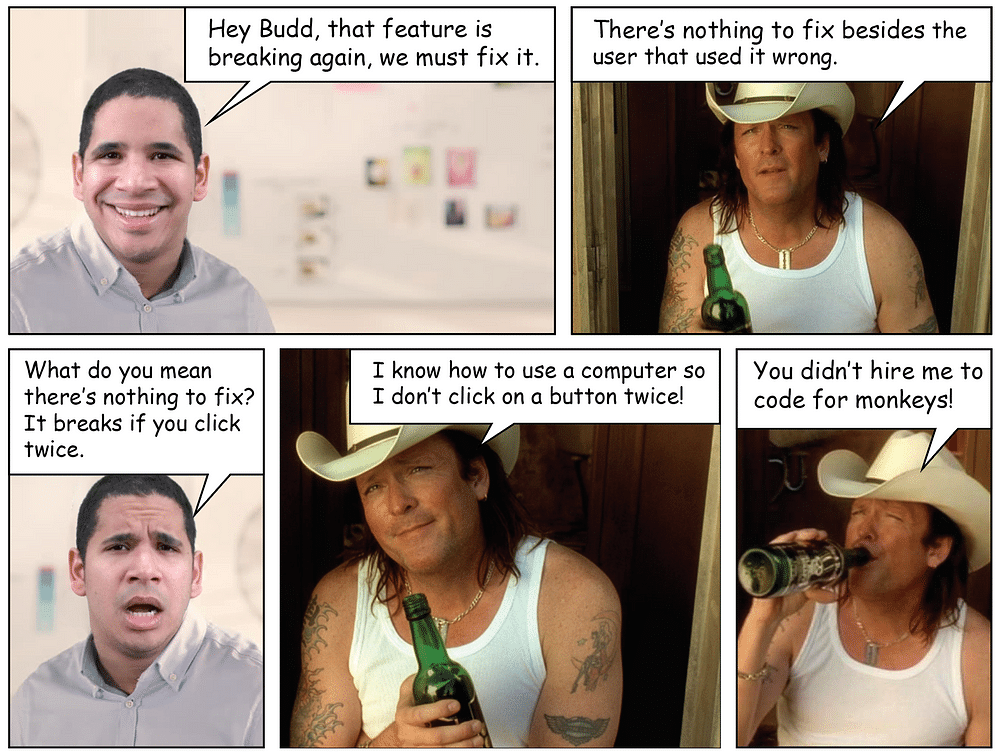 Hey Budd, that feature is
breaking again, we must fix it.
There's nothing to fix besides the
user that used it wrong.
What do you mean
there's nothing to fix?
It breaks if you click
twice.
I know how to use a computer so
I don't click on a button twice!
You didn't hire me to
code for monkeys!